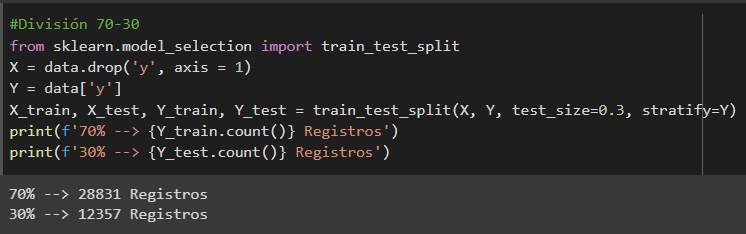 #División 70-30
from sklearn.model_selection import train_test_split
X = data.drop('y', axis = 1)
Y = data['y']
X_train, X_test, Y_train, Y_test = train_test_split(X, Y, test_size=0.3, stratify=Y)
print(f'70% --> {Y_train.count()} Registros')
print(f'30% --> {Y_test.count()} Registros')
70% --> 28831 Registros
30% --> 12357 Registros